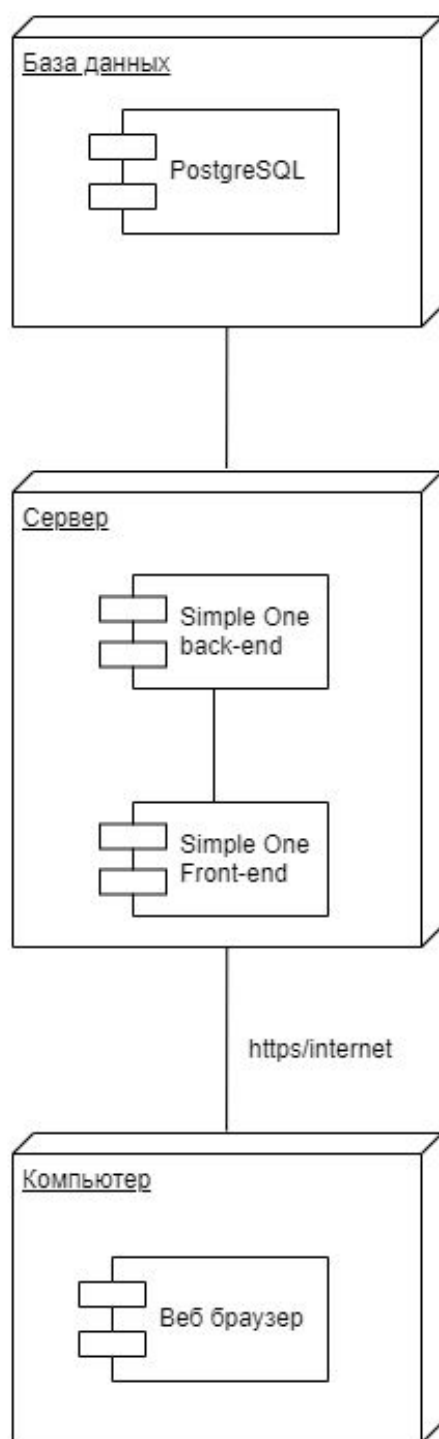 База данных
PostgreSQL
Сервер
Simple One
back-end
Simple One
Front-end
https/internet
Компьютер
Веб браузер